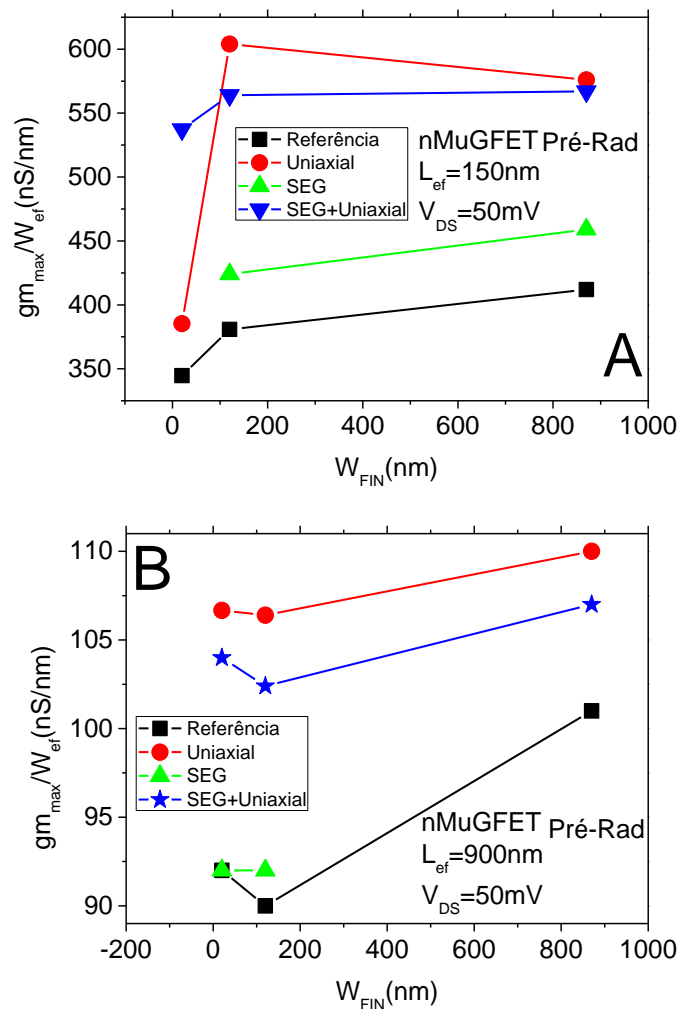 600
550
500
450
400
350
gm_max/W_ef(nS/nm)
Referência
Uniaxial
SEG
SEG+Uniaxial
nMuGFET Pré-Rad
L_ef=150nm
V_DS=50mV
A
0 200 400 600 800 1000
W_FIN(nm)
B
110
105
100
95
90
gm_max/W_ef(nS/nm)
Referência
Uniaxial
SEG
SEG+Uniaxial
nMuGFET Pré-Rad
L_ef=900nm
V_DS=50mV
-200 0 200 400 600 800 1000
W_FIN(nm)